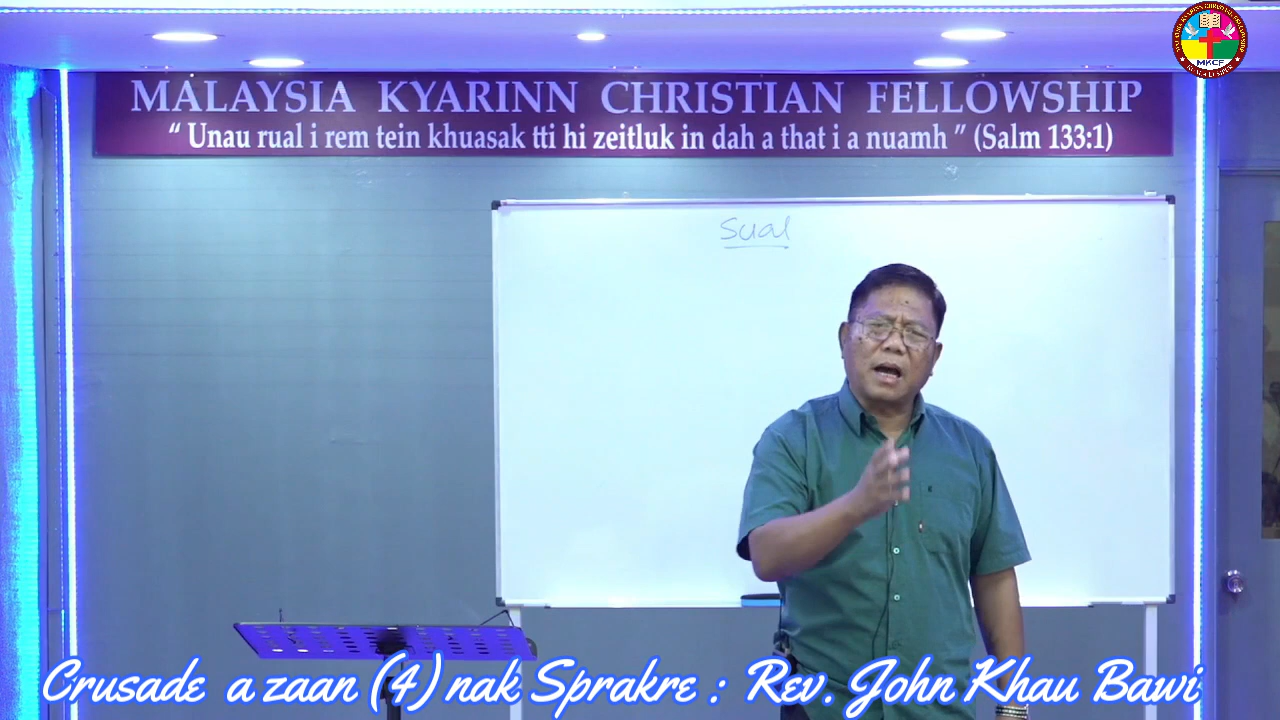 MALAYSIA KYARINN CHRISTIAN FELLOWSHIP
“ Unau rual i rem tein khuasak tti hi zeitluk in dah a that i a nuamh ” (Salm 133:1)
MKCF
Sual
Crusade a zaan (4) nak Sprakre : Rev. John Khau Bawi